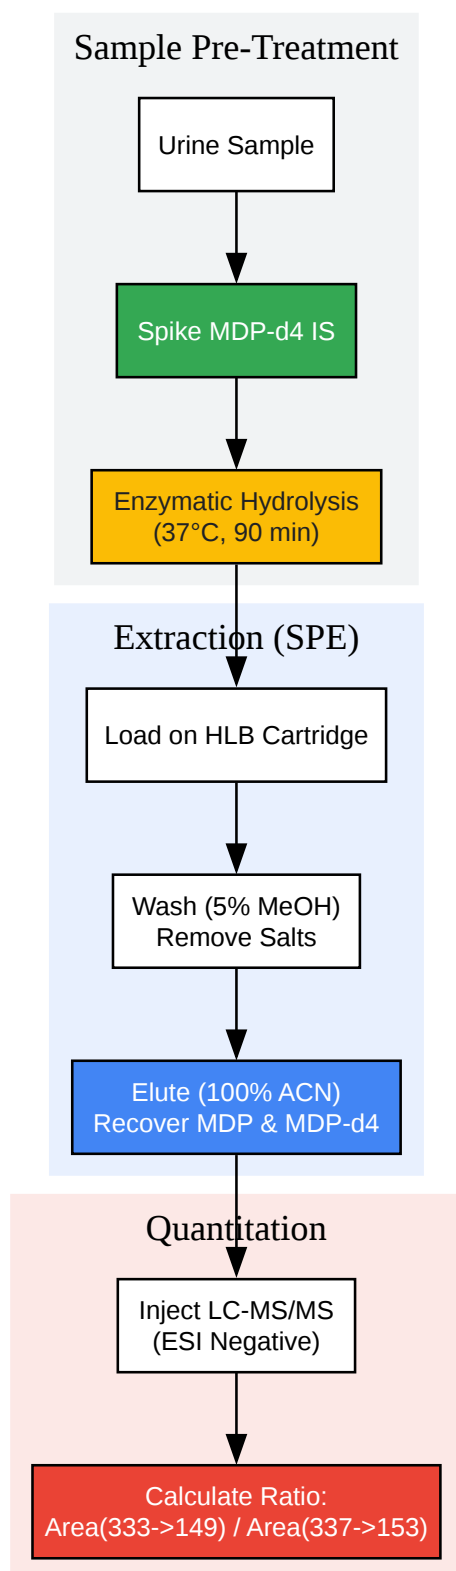 Sample Pre-Treatment
Urine Sample
Spike MDP-d4 IS
Enzymatic Hydrolysis
(37°C, 90 min)
Extraction (SPE)
Load on HLB Cartridge
Wash (5% MeOH)
Remove Salts
Elute (100% ACN)
Recover MDP & MDP-d4
Quantitation
Inject LC-MS/MS
(ESI Negative)
Calculate Ratio:
Area(333->149) / Area(337->153)